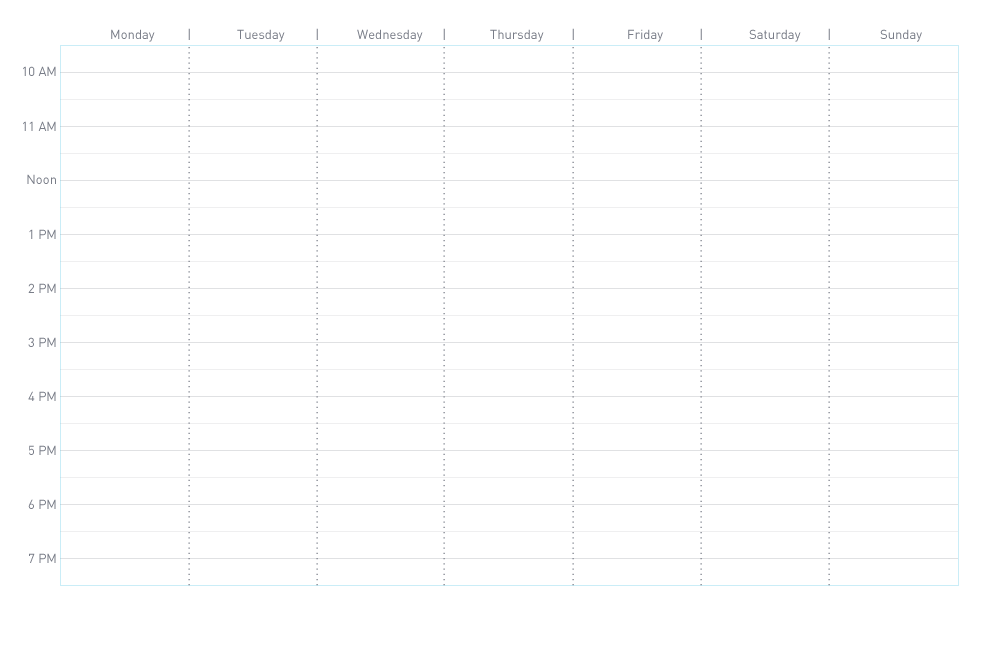 Monday | Tuesday | Wednesday | Thursday | Friday | Saturday | Sunday
10 AM
11 AM
Noon
1 PM
2 PM
3 PM
4 PM
5 PM
6 PM
7 PM